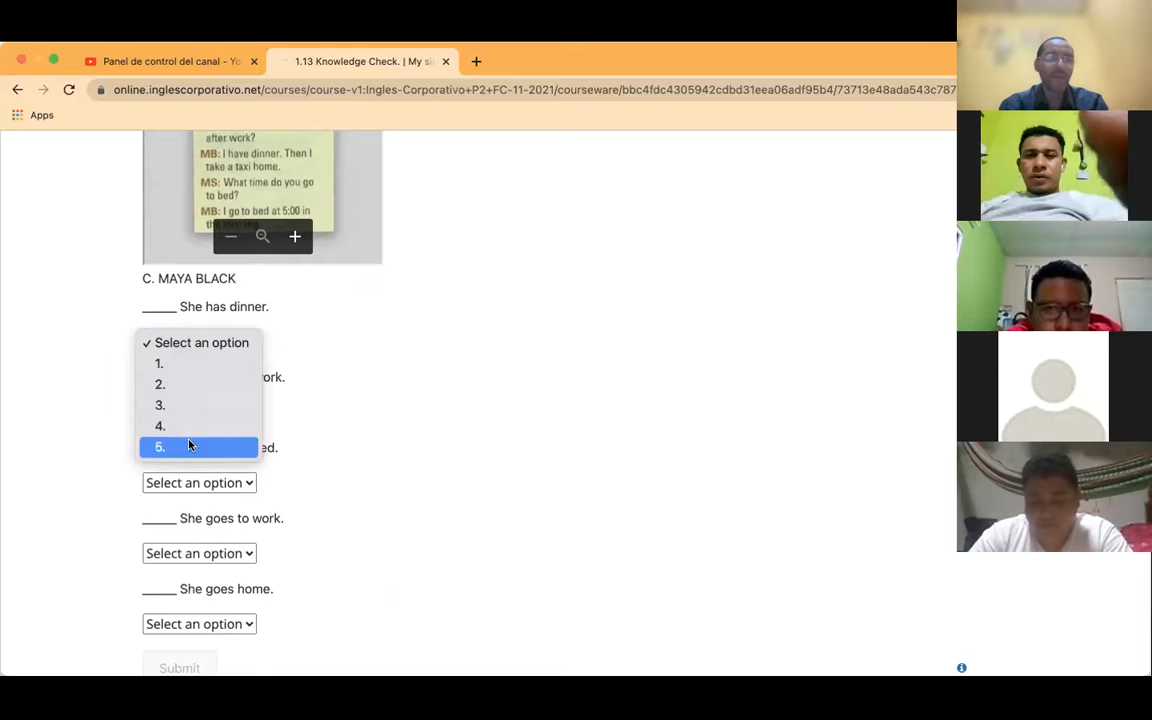 Panel de control del canal - Yo
1.13 Knowledge Check. | My si
online.inglescorporativo.net/courses/course-v1:Ingles-Corporativo+P2+FC-11-2021/courseware/bbc4fdc4305942cdbd31eea06adf95b4/73713e48ada543c787
Apps
after work?
MB: I have dinner. Then I
take a taxi home.
MS: What time do you go
to bed?
MB: I go to bed at 5:00 in
C. MAYA BLACK
_____ She has dinner.
✓ Select an option
1.
2.
ork.
3.
4.
5.
ed.
Select an option
_____ She goes to work.
Select an option
_____ She goes home.
Select an option
Submit